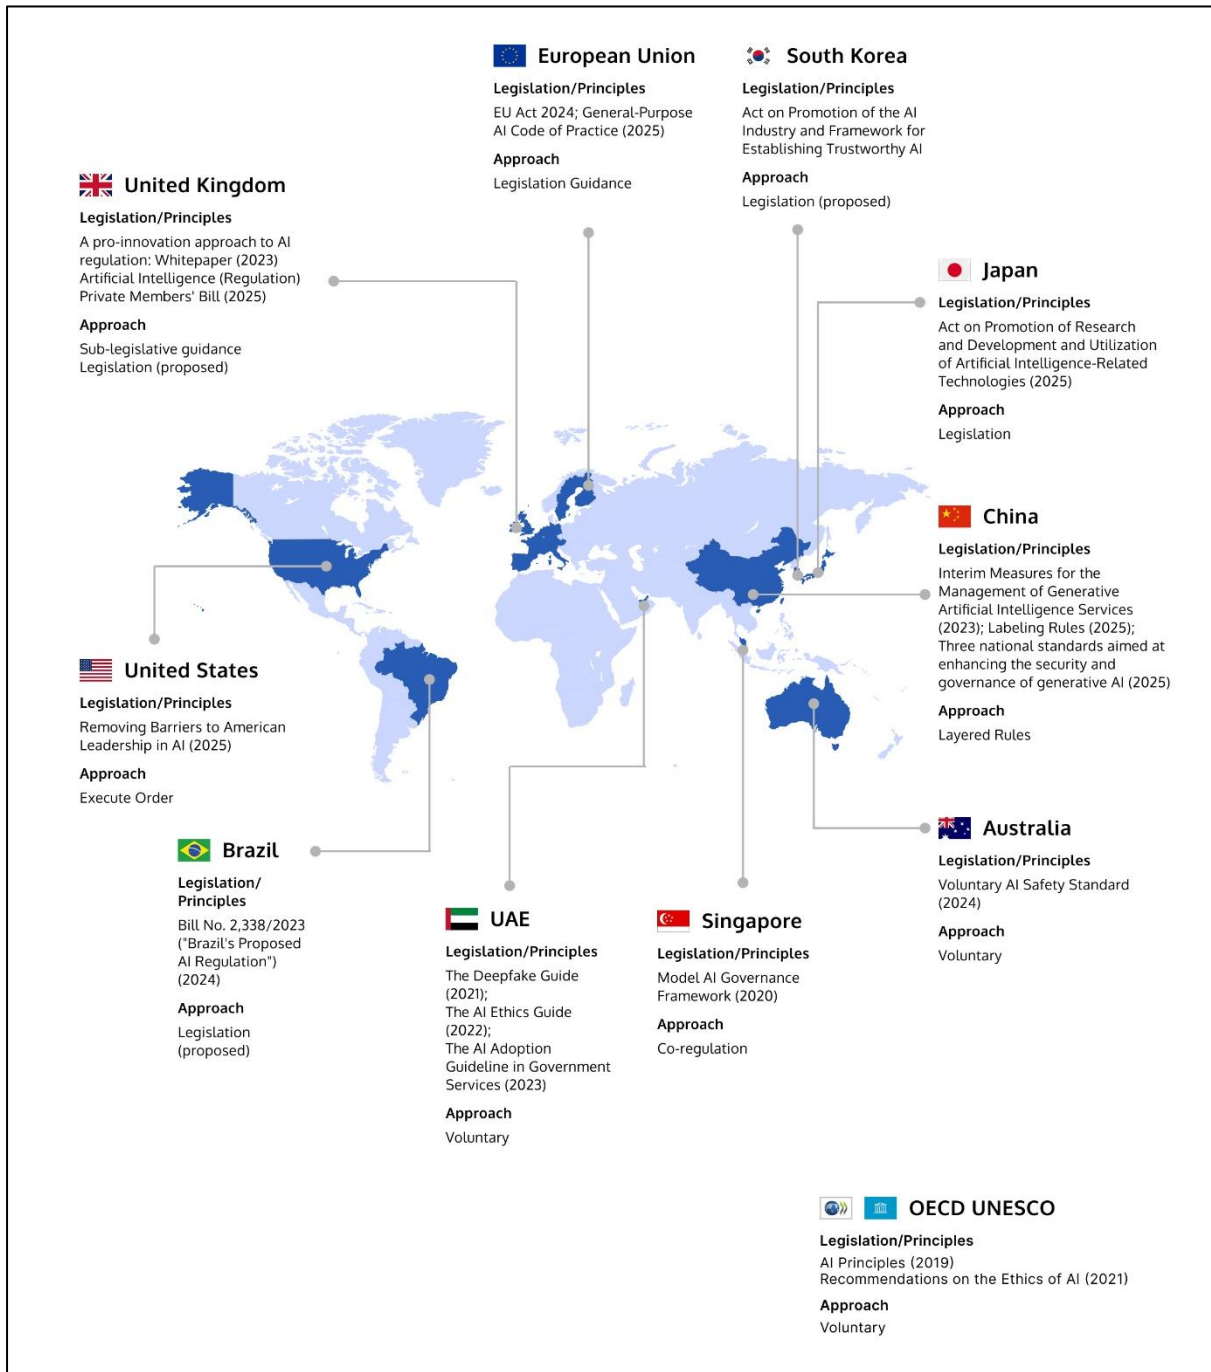 European Union
Legislation/Principles
EU Act 2024; General-Purpose
AI Code of Practice (2025)
Approach
Legislation Guidance
South Korea
Legislation/Principles
Act on Promotion of the AI
Industry and Framework for
Establishing Trustworthy AI
Approach
Legislation (proposed)
United Kingdom
Legislation/Principles
A pro-innovation approach to AI
regulation: Whitepaper (2023)
Artificial Intelligence (Regulation)
Private Members' Bill (2025)
Approach
Sub-legislative guidance
Legislation (proposed)
Japan
Legislation/Principles
Act on Promotion of Research
and Development and Utilization
of Artificial Intelligence-Related
Technologies (2025)
Approach
Legislation
China
Legislation/Principles
Interim Measures for the
Management of Generative
Artificial Intelligence Services
(2023); Labeling Rules (2025);
Three national standards aimed at
enhancing the security and
governance of generative AI (2025)
Approach
Layered Rules
United States
Legislation/Principles
Removing Barriers to American
Leadership in AI (2025)
Approach
Execute Order
Brazil
Legislation/
Principles
Bill No. 2,338/2023
("Brazil's Proposed
AI Regulation")
(2024)
Approach
Legislation
(proposed)
UAE
Legislation/Principles
The Deepfake Guide
(2021);
The AI Ethics Guide
(2022);
The AI Adoption
Guideline in Government
Services (2023)
Approach
Voluntary
Singapore
Legislation/Principles
Model AI Governance
Framework (2020)
Approach
Co-regulation
Australia
Legislation/Principles
Voluntary AI Safety Standard
(2024)
Approach
Voluntary
OECD UNESCO
Legislation/Principles
AI Principles (2019)
Recommendations on the Ethics of AI (2021)
Approach
Voluntary